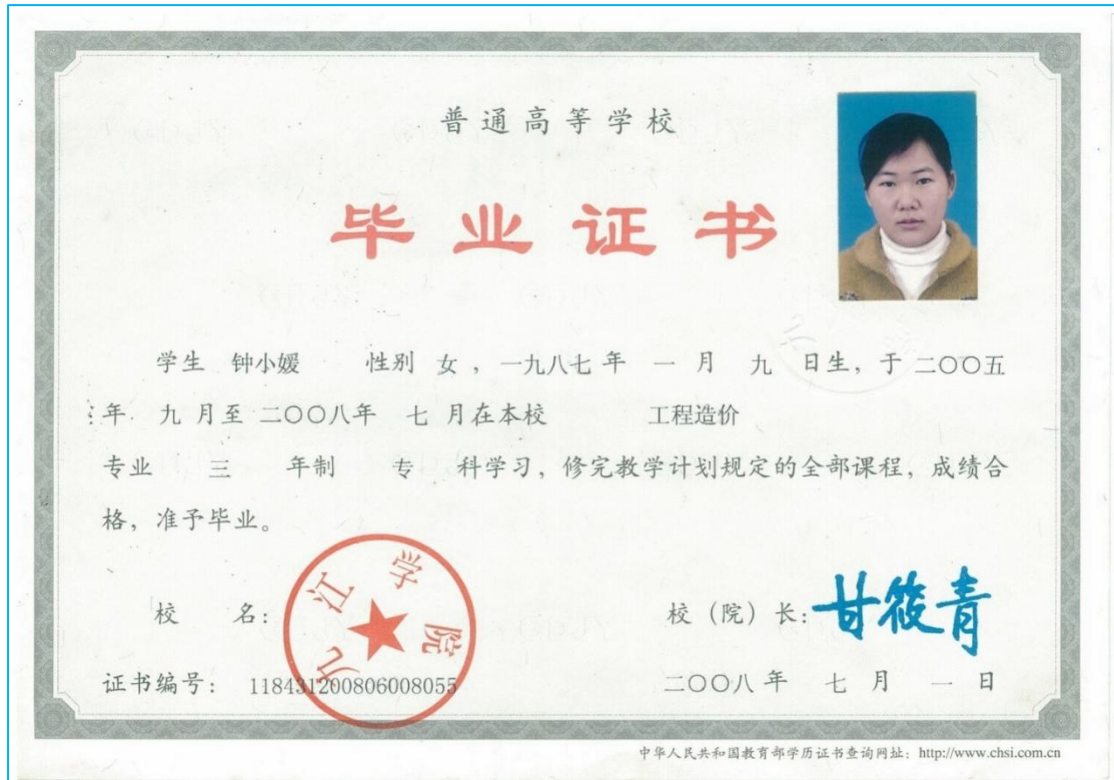 普通高等学校
毕业证书
学生 钟小媛 性别 女，一九八七年 一 月 九 日生，于 二〇〇五
年 九 月至 二〇〇八年 七 月在本校 工程造价
专业 三 年制 专 科学习，修完教学计划规定的全部课程，成绩合
格，准予毕业。
九江学院
校 名： 校（院）长：甘筱青
证书编号： 118431200806008055 二〇〇八年 七 月 一 日
中华人民共和国教育部学历证书查询网址：http://www.chsi.com.cn